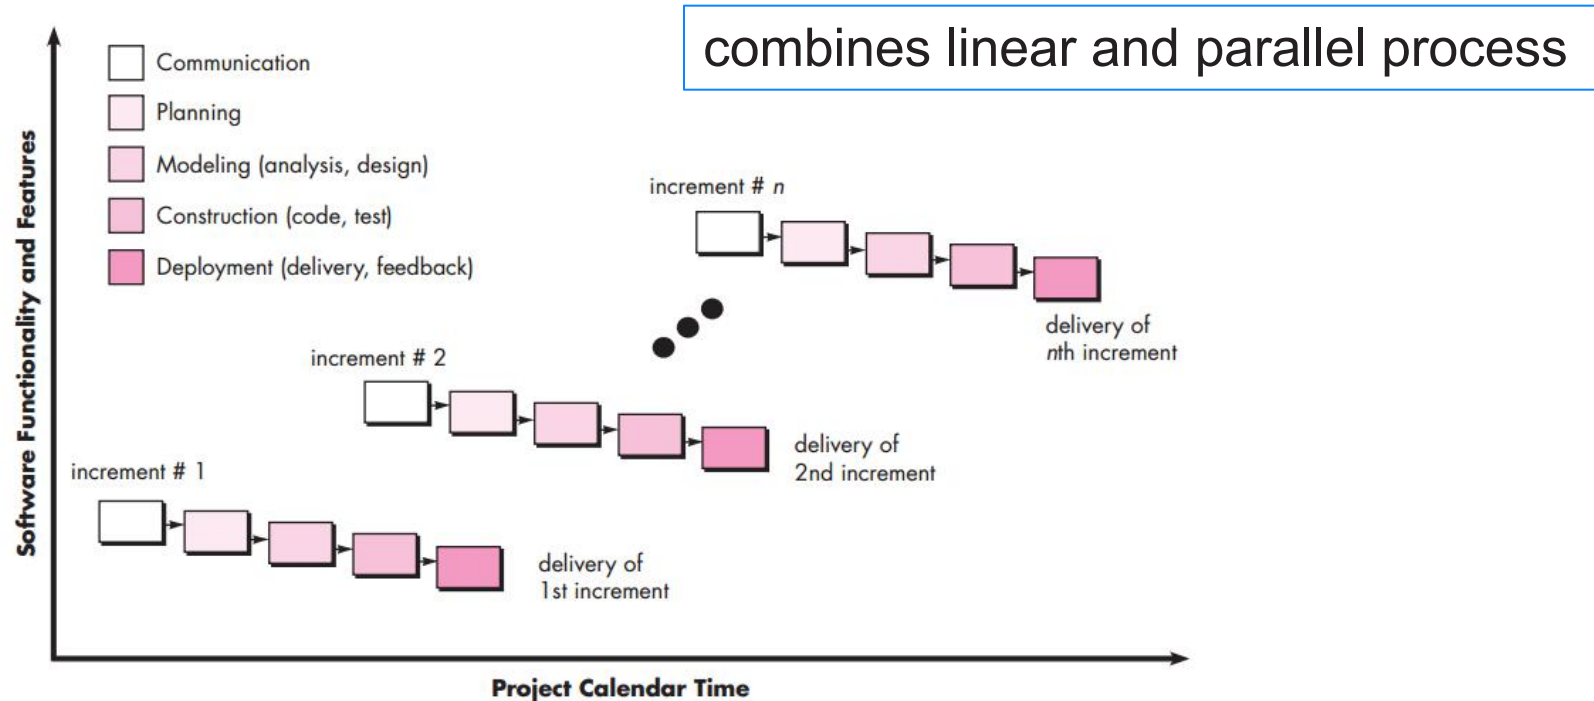 combines linear and parallel process
Communication
Planning
Modeling (analysis, design)
Construction (code, test)
Deployment (delivery, feedback)
Software Functionality and Features
increment # n
delivery of
nth increment
increment # 2
delivery of
2nd increment
increment # 1
delivery of
1st increment
Project Calendar Time